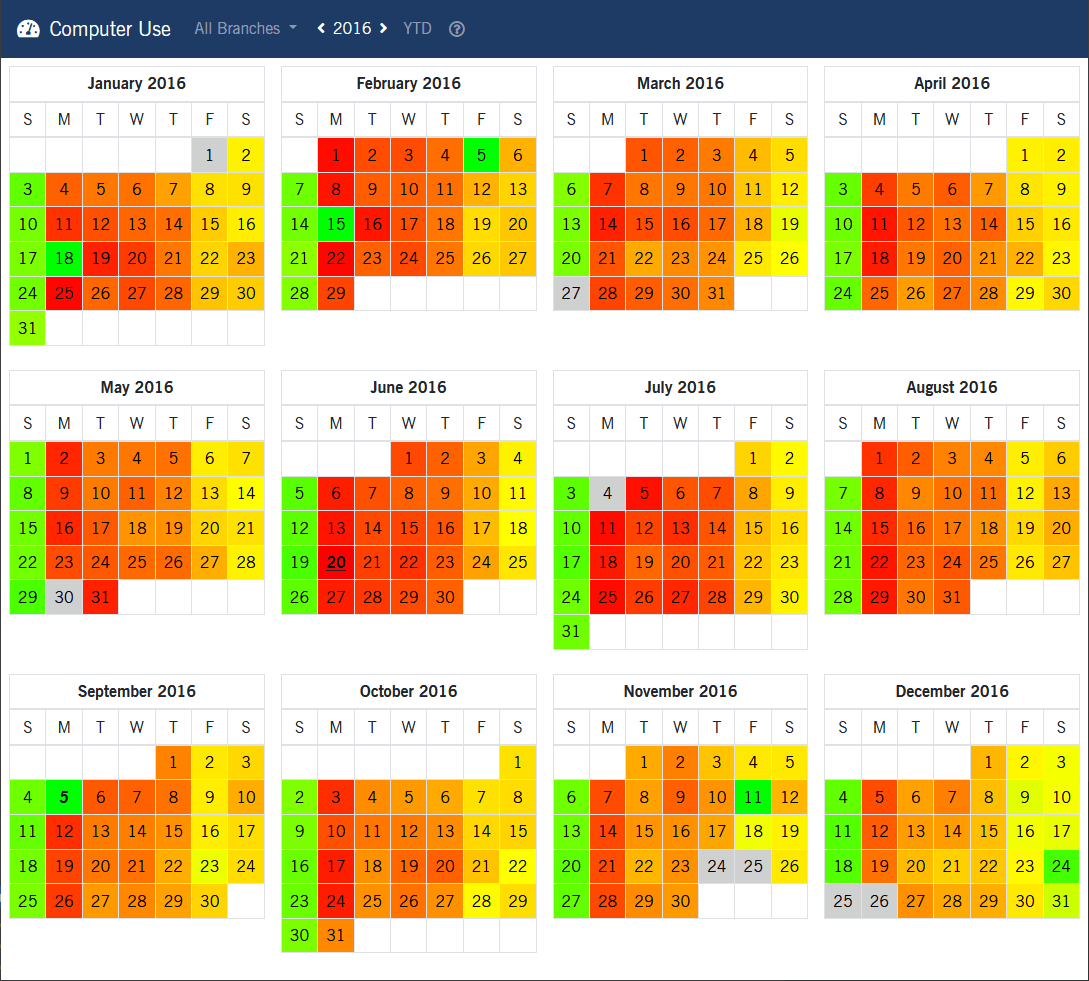 Computer Use All Branches 2016 YTD ?
January 2016
S M T W T F S
1 2
3 4 5 6 7 8 9
10 11 12 13 14 15 16
17 18 19 20 21 22 23
24 25 26 27 28 29 30
31
February 2016
S M T W T F S
1 2 3 4 5 6
7 8 9 10 11 12 13
14 15 16 17 18 19 20
21 22 23 24 25 26 27
28 29
March 2016
S M T W T F S
1 2 3 4 5
6 7 8 9 10 11 12
13 14 15 16 17 18 19
20 21 22 23 24 25 26
27 28 29 30 31
April 2016
S M T W T F S
1 2
3 4 5 6 7 8 9
10 11 12 13 14 15 16
17 18 19 20 21 22 23
24 25 26 27 28 29 30
May 2016
S M T W T F S
1 2 3 4 5 6 7
8 9 10 11 12 13 14
15 16 17 18 19 20 21
22 23 24 25 26 27 28
29 30 31
June 2016
S M T W T F S
1 2 3 4
5 6 7 8 9 10 11
12 13 14 15 16 17 18
19 20 21 22 23 24 25
26 27 28 29 30
July 2016
S M T W T F S
1 2
3 4 5 6 7 8 9
10 11 12 13 14 15 16
17 18 19 20 21 22 23
24 25 26 27 28 29 30
31
August 2016
S M T W T F S
1 2 3 4 5 6
7 8 9 10 11 12 13
14 15 16 17 18 19 20
21 22 23 24 25 26 27
28 29 30 31
September 2016
S M T W T F S
1 2 3
4 5 6 7 8 9 10
11 12 13 14 15 16 17
18 19 20 21 22 23 24
25 26 27 28 29 30
October 2016
S M T W T F S
1
2 3 4 5 6 7 8
9 10 11 12 13 14 15
16 17 18 19 20 21 22
23 24 25 26 27 28 29
30 31
November 2016
S M T W T F S
1 2 3 4 5
6 7 8 9 10 11 12
13 14 15 16 17 18 19
20 21 22 23 24 25 26
27 28 29 30
December 2016
S M T W T F S
1 2 3
4 5 6 7 8 9 10
11 12 13 14 15 16 17
18 19 20 21 22 23 24
25 26 27 28 29 30 31